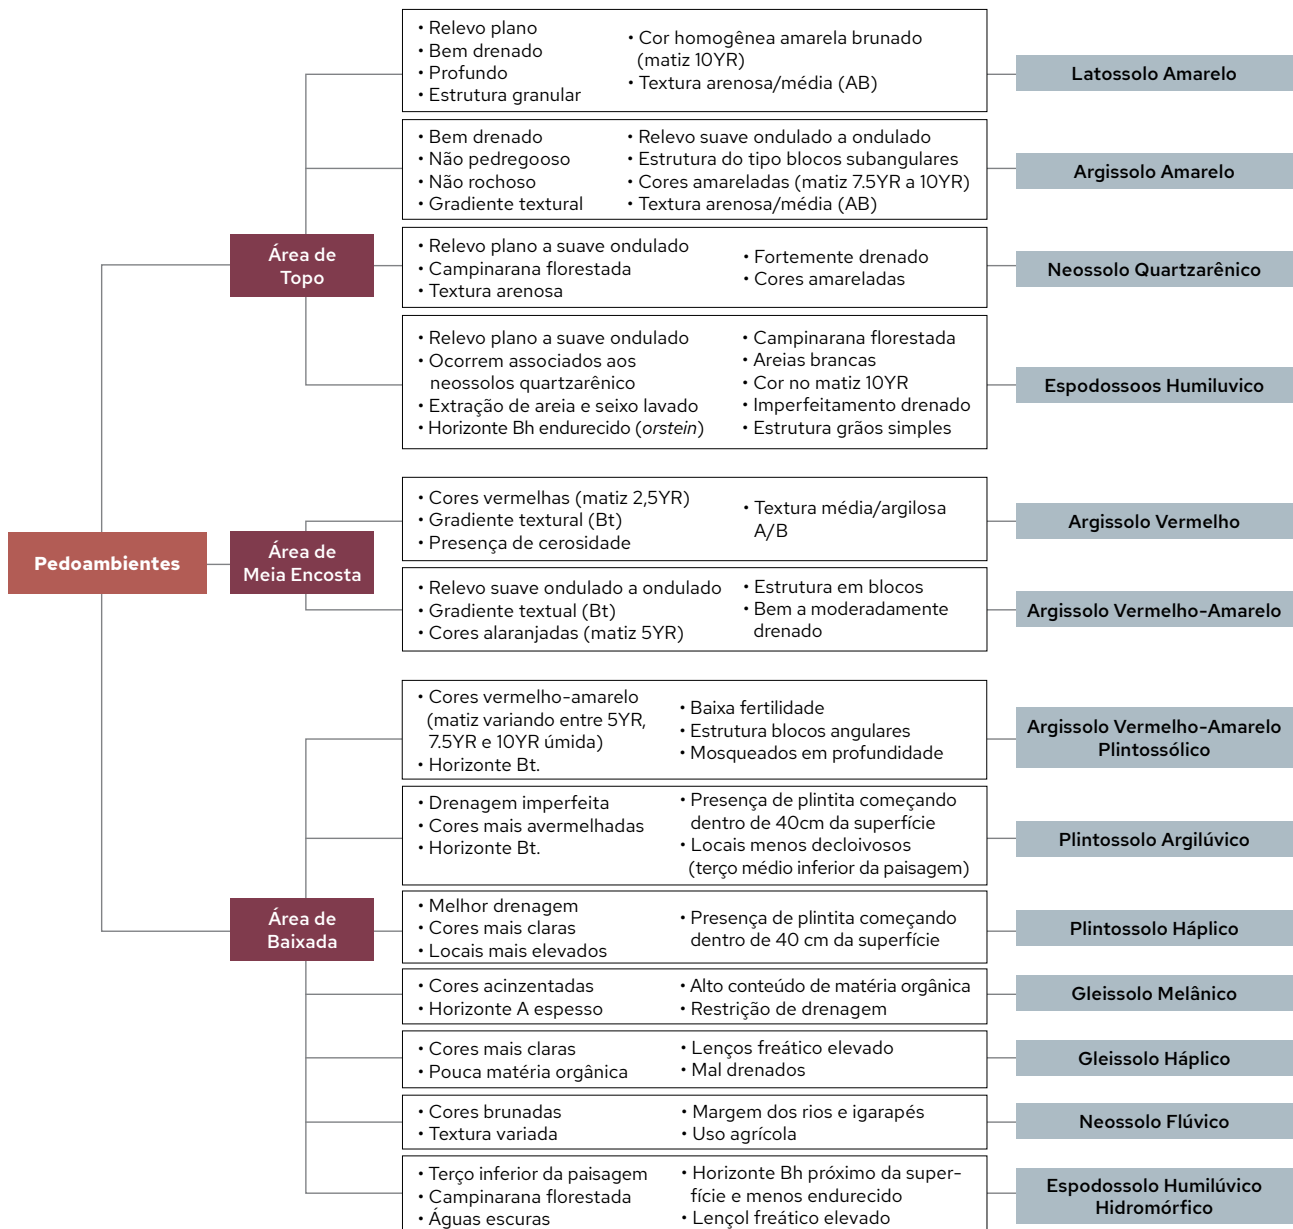 Pedoambientes
Área de
Topo
• Relevo plano
• Bem drenado
• Profundo
• Estrutura granular
• Cor homogênea amarela brunado
(matiz 10YR)
• Textura arenosa/média (AB)
Latossolo Amarelo
• Bem drenado
• Não pedregooso
• Não rochoso
• Gradiente textural
• Relevo suave ondulado a ondulado
• Estrutura do tipo blocos subangulares
• Cores amareladas (matiz 7.5YR a 10YR)
• Textura arenosa/média (AB)
Argissolo Amarelo
• Relevo plano a suave ondulado
• Campinarana florestada
• Textura arenosa
• Fortemente drenado
• Cores amareladas
Neossolo Quartzarênico
• Relevo plano a suave ondulado
• Ocorrem associados aos
neossolos quartzarênico
• Extração de areia e seixo lavado
• Horizonte Bh endurecido (orstein)
• Campinarana florestada
• Areias brancas
• Cor no matiz 10YR
• Imperfeitamento drenado
• Estrutura grãos simples
Espodossoos Humiluvico
Área de
Meia Encosta
• Cores vermelhas (matiz 2,5YR)
• Gradiente textural (Bt)
• Presença de cerosidade
• Textura média/argilosa
A/B
Argissolo Vermelho
• Relevo suave ondulado a ondulado
• Gradiente textual (Bt)
• Cores alaranjadas (matiz 5YR)
• Estrutura em blocos
• Bem a moderadamente
drenado
Argissolo Vermelho-Amarelo
Área de
Baixada
• Cores vermelho-amarelo
(matiz variando entre 5YR,
7.5YR e 10YR úmida)
• Horizonte Bt.
• Baixa fertilidade
• Estrutura blocos angulares
• Mosqueados em profundidade
Argissolo Vermelho-Amarelo
Plintossólico
• Drenagem imperfeita
• Cores mais avermelhadas
• Horizonte Bt.
• Presença de plintita começando
dentro de 40cm da superfície
• Locais menos decloivosos
(terço médio inferior da paisagem)
Plintossolo Argilúvico
• Melhor drenagem
• Cores mais claras
• Locais mais elevados
• Presença de plintita começando
dentro de 40 cm da superfície
Plintossolo Háplico
• Cores acinzentadas
• Horizonte A espesso
• Alto conteúdo de matéria orgânica
• Restrição de drenagem
Gleissolo Melânico
• Cores mais claras
• Pouca matéria orgânica
• Lenços freático elevado
• Mal drenados
Gleissolo Háplico
• Cores brunadas
• Textura variada
• Margem dos rios e igarapés
• Uso agrícola
Neossolo Flúvico
• Terço inferior da paisagem
• Campinarana florestada
• Águas escuras
• Horizonte Bh próximo da super-
fície e menos endurecido
• Lençol freático elevado
Espodossolo Humilúvico
Hidromórfico